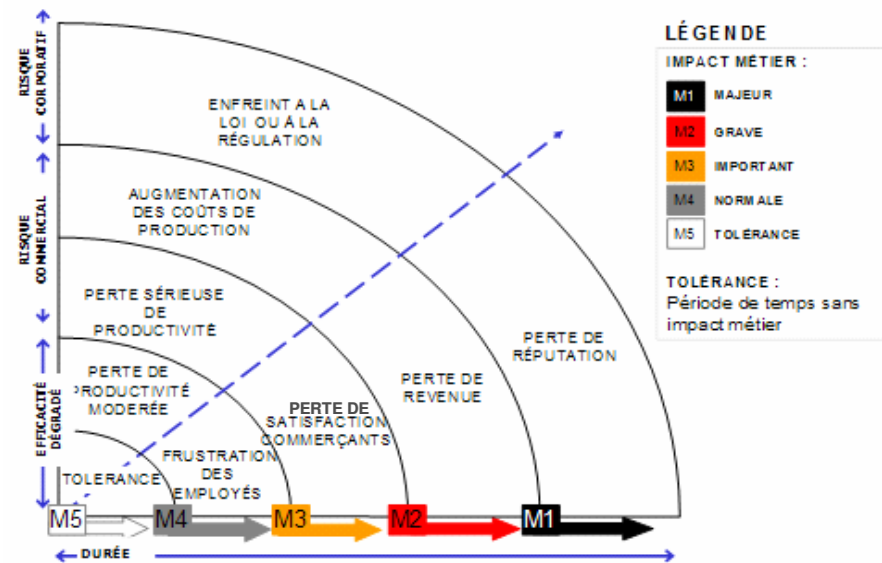 RISQUE
CORPORATIF
RISQUE
COMMERCIAL
EFFICACITÉ
DÉGRADÉ
ENFREINT A LA
LOI OU À LA
RÉGULATION
AUGMENTATION
DES COÛTS DE
PRODUCTION
PERTE SÉRIEUSE
DE
PRODUCTIVITÉ
PERTE DE
PRODUCTIVITÉ
MODERÉE
TOLERANCE
FRUSTRATION
DES
EMPLOYÉS
PERTE DE
SATISFACTION
COMMERÇANTS
PERTE DE
REVENUE
PERTE DE
RÉPUTATION
M5
M4
M3
M2
M1
DURÉE
LÉGENDE
IMPACT MÉTIER :
M1 MAJEUR
M2 GRAVE
M3 IMPORTANT
M4 NORMALE
M5 TOLÉRANCE
TOLÉRANCE :
Période de temps sans
impact métier